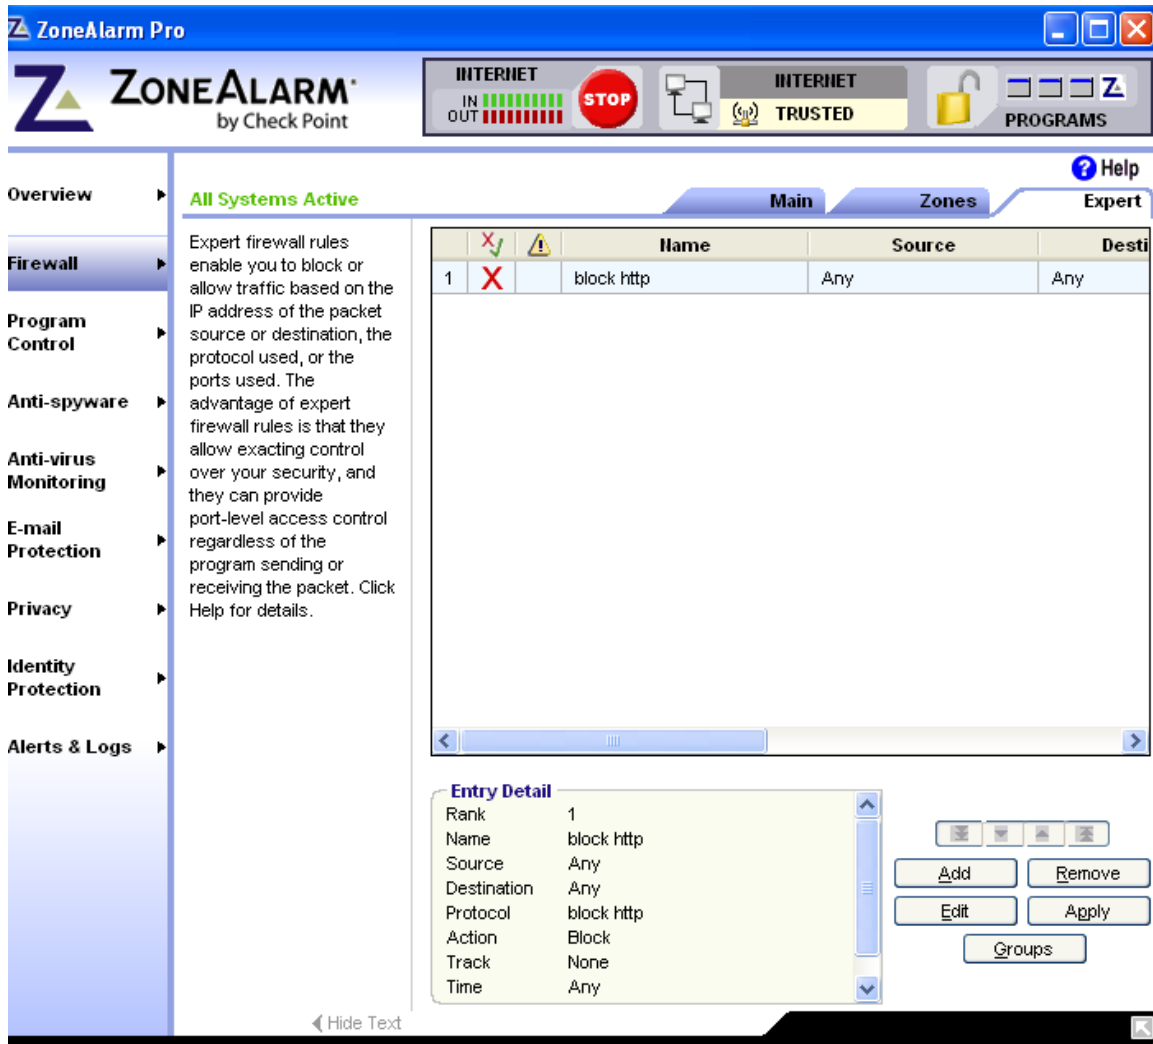 ZoneAlarm Pro
ZONEALARM
by Check Point
INTERNET
IN
OUT
STOP
INTERNET
TRUSTED
PROGRAMS
Help
All Systems Active
Main Zones Expert
Overview
Firewall
Program
Control
Anti-spyware
Anti-virus
Monitoring
E-mail
Protection
Privacy
Identity
Protection
Alerts & Logs
Expert firewall rules
enable you to block or
allow traffic based on the
IP address of the packet
source or destination, the
protocol used, or the
ports used. The
advantage of expert
firewall rules is that they
allow exacting control
over your security, and
they can provide
port-level access control
regardless of the
program sending or
receiving the packet. Click
Help for details.
Name Source Desti
1 block http Any Any
Entry Detail
Rank 1
Name block http
Source Any
Destination Any
Protocol block http
Action Block
Track None
Time Any
Add Remove
Edit Apply
Groups
Hide Text